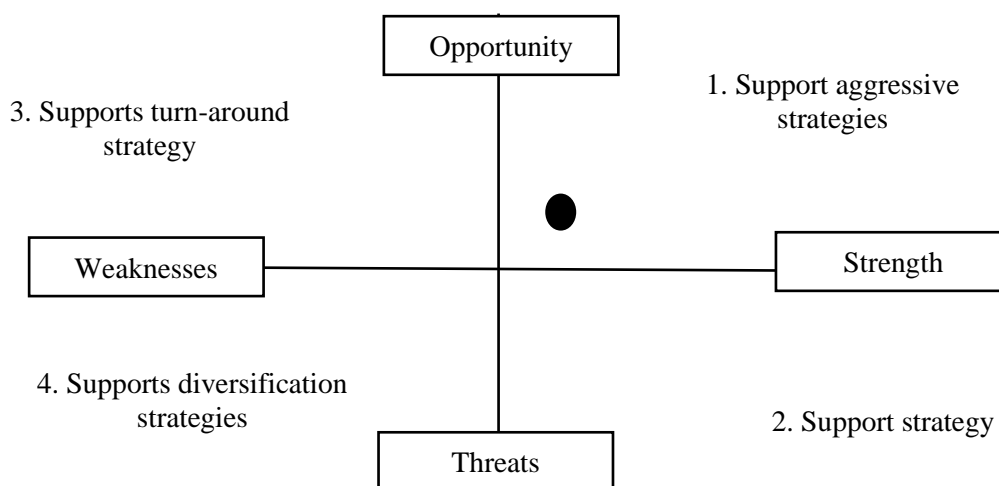 Opportunity
1. Support aggressive
strategies
3. Supports turn-around
strategy
Weaknesses
Strength
4. Supports diversification
strategies
2. Support strategy
Threats